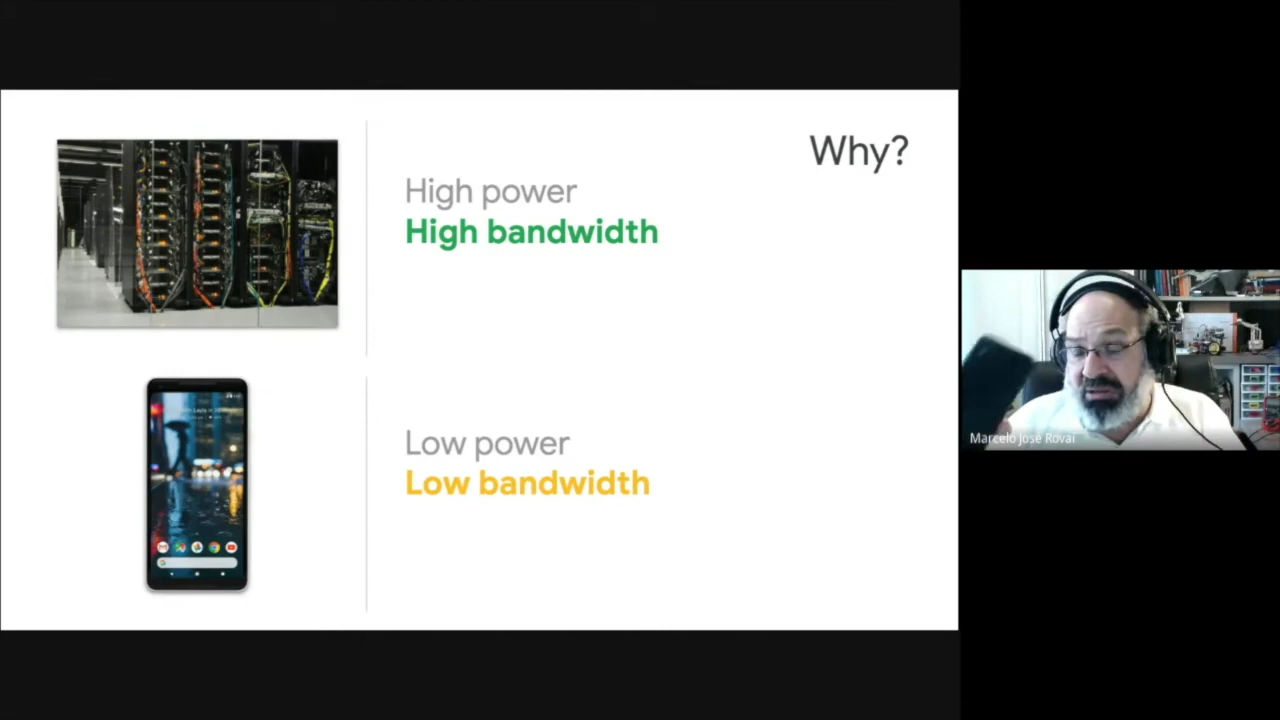 Why?
High power
High bandwidth
Low power
Low bandwidth
Marcelo José Rovai